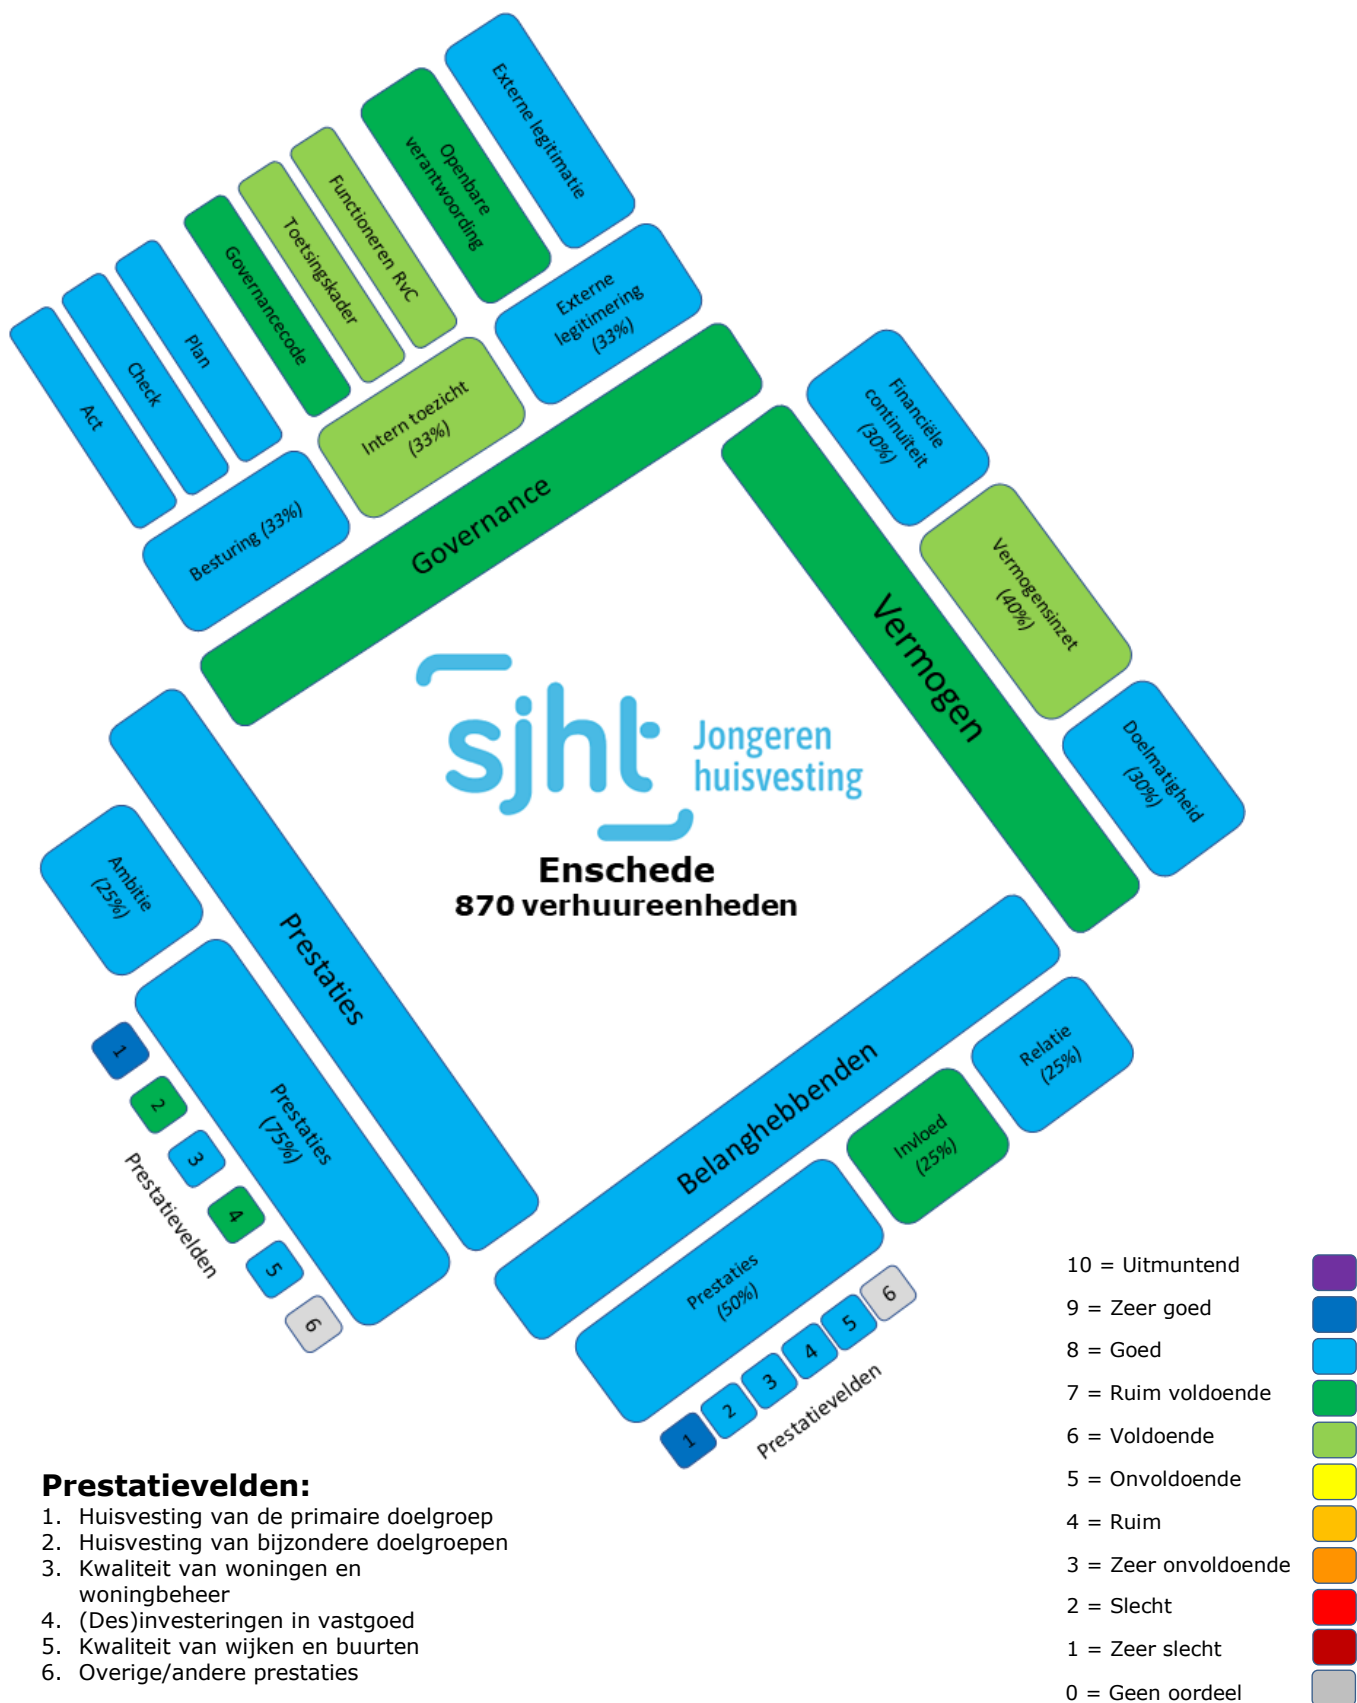 Externe legitimatie
Openbare
verantwoording
Functioneren RvC
Toetsingskader
Governancecode
Plan
Check
Act
Externe
legitimering
(33%)
Intern toezicht
(33%)
Besturing (33%)
Governance
Financiële
continuïteit
(30%)
Vermogensinzet
(40%)
Doelmatigheid
(30%)
Vermogen
sjht Jongeren
huisvesting
Enschede
870 verhuureenheden
Ambitie
(25%)
Prestaties
Prestaties
(75%)
1
2
3
4
5
6
Prestatievelden
Belanghebbenden
Relatie
(25%)
Invloed
(25%)
Prestaties
(50%)
1
2
3
4
5
6
Prestatievelden
Prestatievelden:
1. Huisvesting van de primaire doelgroep
2. Huisvesting van bijzondere doelgroepen
3. Kwaliteit van woningen en
woningbeheer
4. (Des)investeringen in vastgoed
5. Kwaliteit van wijken en buurten
6. Overige/andere prestaties
10 = Uitmuntend
9 = Zeer goed
8 = Goed
7 = Ruim voldoende
6 = Voldoende
5 = Onvoldoende
4 = Ruim
3 = Zeer onvoldoende
2 = Slecht
1 = Zeer slecht
0 = Geen oordeel